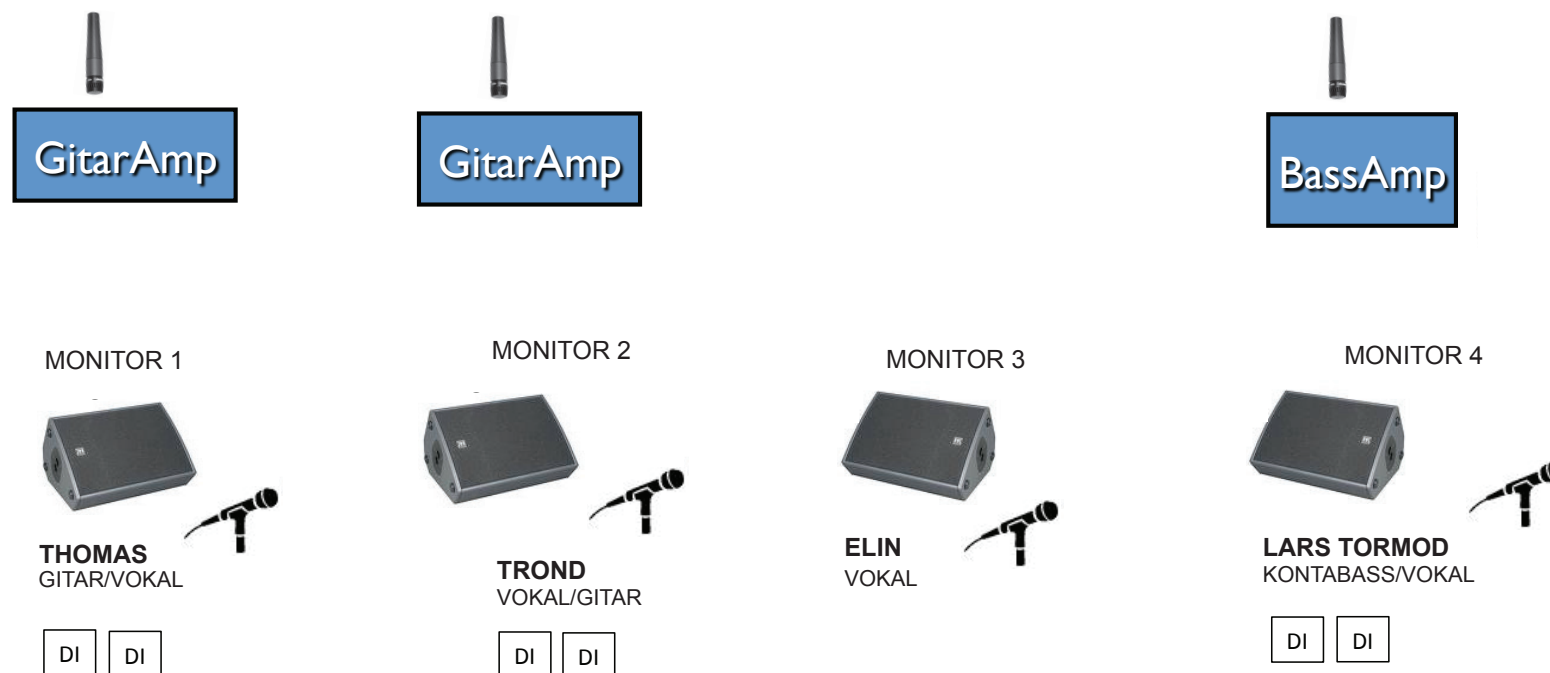 GitarAmp
GitarAmp
BassAmp
MONITOR 1
MONITOR 2
MONITOR 3
MONITOR 4
THOMAS
GITAR/VOKAL
DI DI
TROND
VOKAL/GITAR
DI DI
ELIN
VOKAL
LARS TORMOD
KONTABASS/VOKAL
DI DI